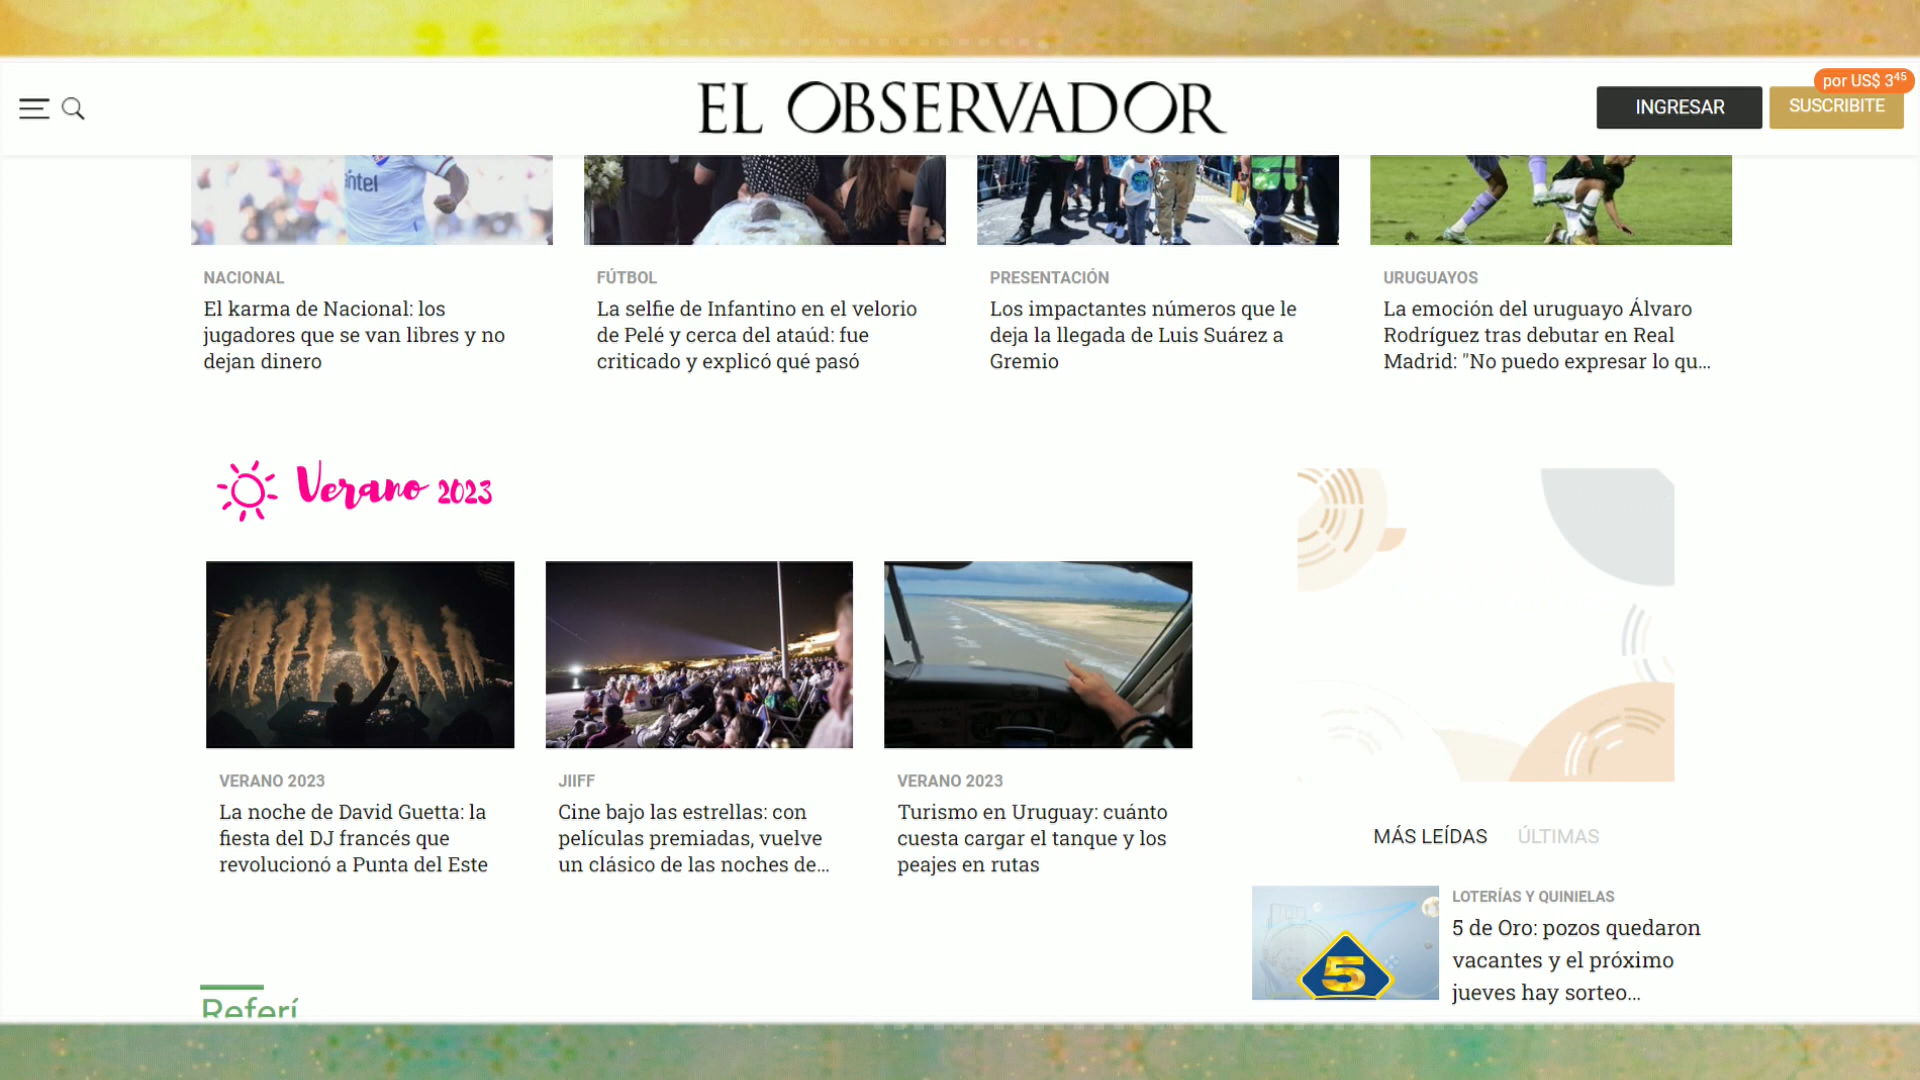 EL OBSERVADOR
INGRESAR
por US$ 3⁴⁵
SUSCRIBITE
antel
NACIONAL
El karma de Nacional: los
jugadores que se van libres y no
dejan dinero
FÚTBOL
La selfie de Infantino en el velorio
de Pelé y cerca del ataúd: fue
criticado y explicó qué pasó
PRESENTACIÓN
Los impactantes números que le
deja la llegada de Luis Suárez a
Gremio
URUGUAYOS
La emoción del uruguayo Álvaro
Rodríguez tras debutar en Real
Madrid: "No puedo expresar lo qu...
Verano 2023
VERANO 2023
La noche de David Guetta: la
fiesta del DJ francés que
revolucionó a Punta del Este
JIIFF
Cine bajo las estrellas: con
películas premiadas, vuelve
un clásico de las noches de...
VERANO 2023
Turismo en Uruguay: cuánto
cuesta cargar el tanque y los
peajes en rutas
MÁS LEÍDAS
ÚLTIMAS
5
LOTERÍAS Y QUINIELAS
5 de Oro: pozos quedaron
vacantes y el próximo
jueves hay sorteo...
Referí